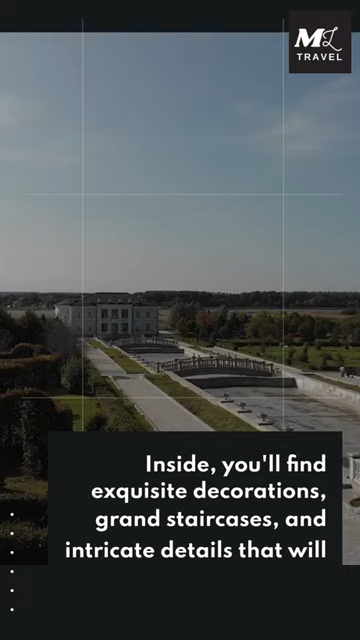 ML
TRAVEL
Inside, you'll find
exquisite decorations,
grand staircases, and
intricate details that will